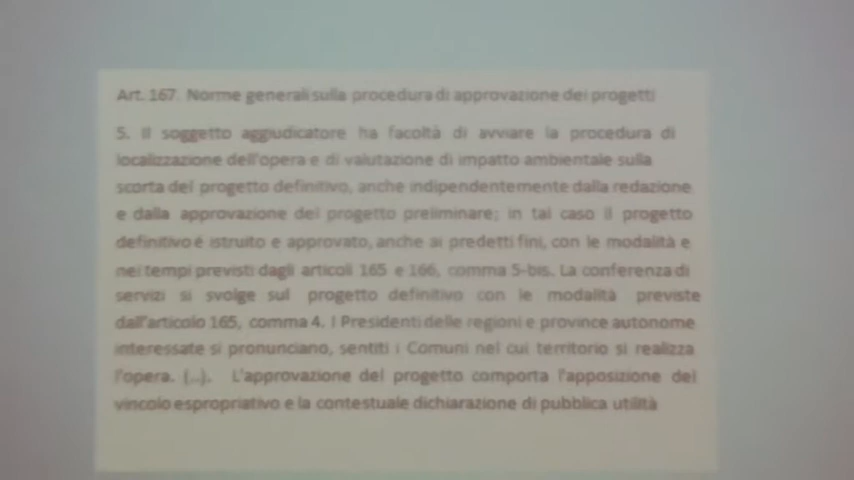 Art. 167. Norme generali sulla procedura di approvazione dei progetti
5. Il soggetto aggiudicatore ha facoltà di avviare la procedura di
localizzazione dell'opera e di valutazione di impatto ambientale sulla
scorta del progetto definitivo, anche indipendentemente dalla redazione
e dalla approvazione del progetto preliminare; in tal caso il progetto
definitivo è istruito e approvato, anche ai predetti fini, con le modalità e
nei tempi previsti dagli articoli 165 e 166, comma 5-bis. La conferenza di
servizi si svolge sul progetto definitivo con le modalità previste
dall'articolo 165, comma 4. I Presidenti delle regioni e province autonome
interessate si pronunciano, sentiti i Comuni nel cui territorio si realizza
l'opera. (..). L'approvazione del progetto comporta l'apposizione del
vincolo espropriativo e la contestuale dichiarazione di pubblica utilità